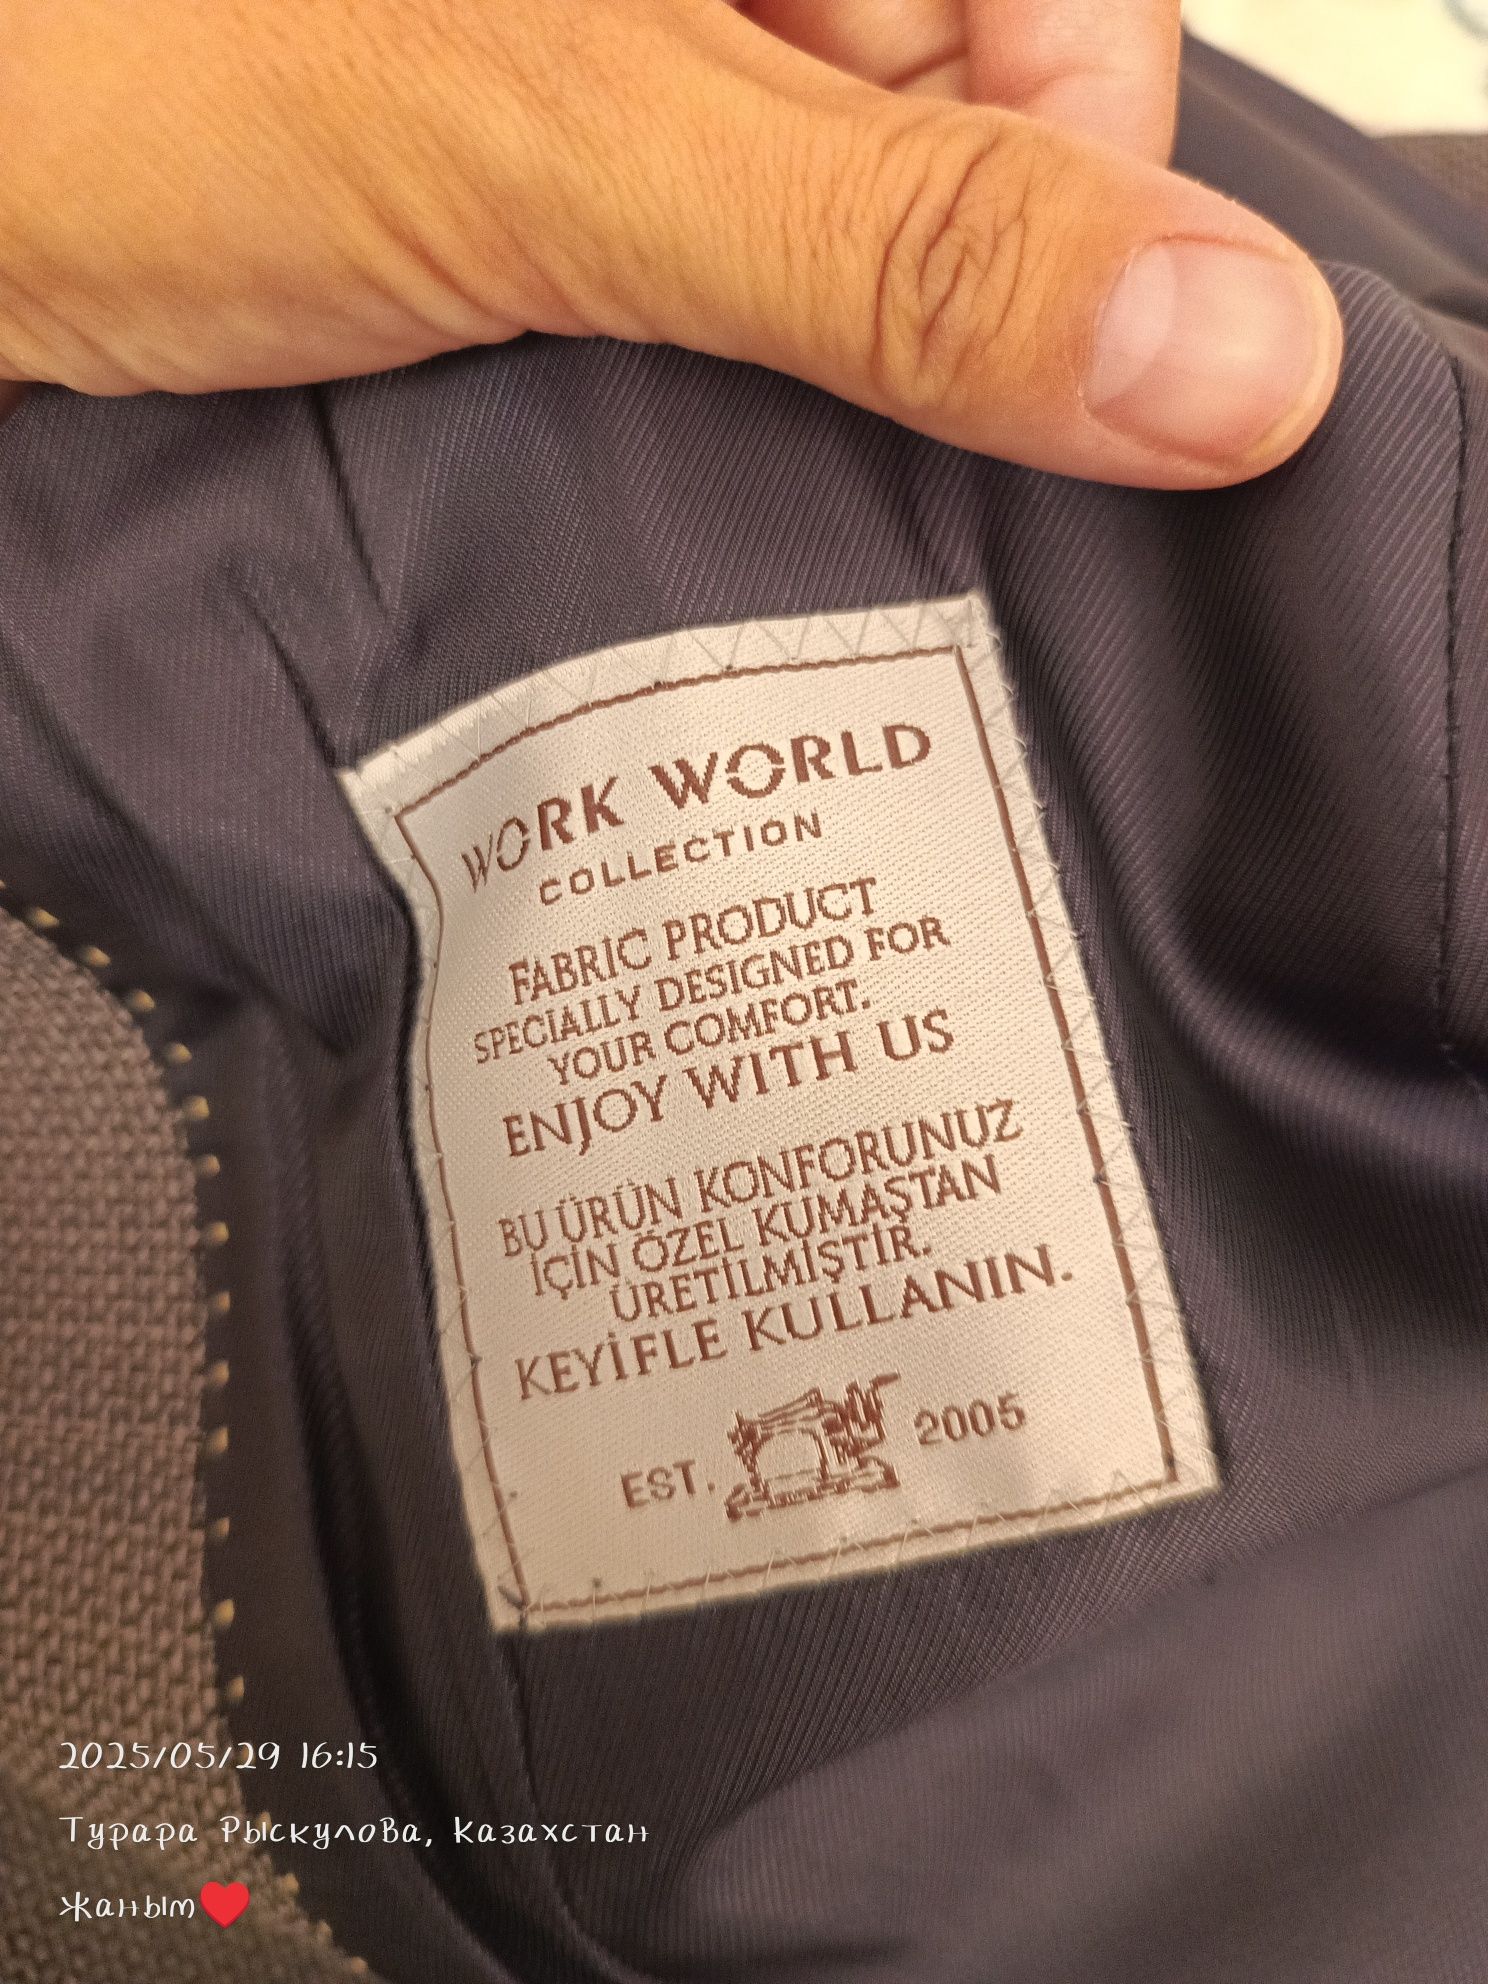 WORK WORLD
COLLECTION
FABRIC PRODUCT
SPECIALLY DESIGNED FOR
YOUR COMFORT.
ENJOY WITH US
BU ÜRÜN KONFORUNUZ
İÇİN ÖZEL KUMAŞTAN
ÜRETİLMİŞTİR.
KEYİFLE KULLANIN.
EST. 2005
2025/05/29 16:15
Турара Рыскулова, Казахстан
Жаным❤️